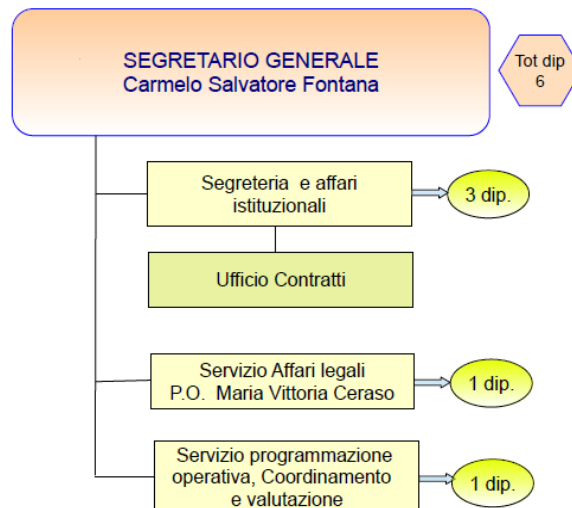 SEGRETARIO GENERALE
Carmelo Salvatore Fontana
Tot dip
6
Segreteria e affari
istituzionali
3 dip.
Ufficio Contratti
Servizio Affari legali
P.O. Maria Vittoria Ceraso
1 dip.
Servizio programmazione
operativa, Coordinamento
e valutazione
1 dip.